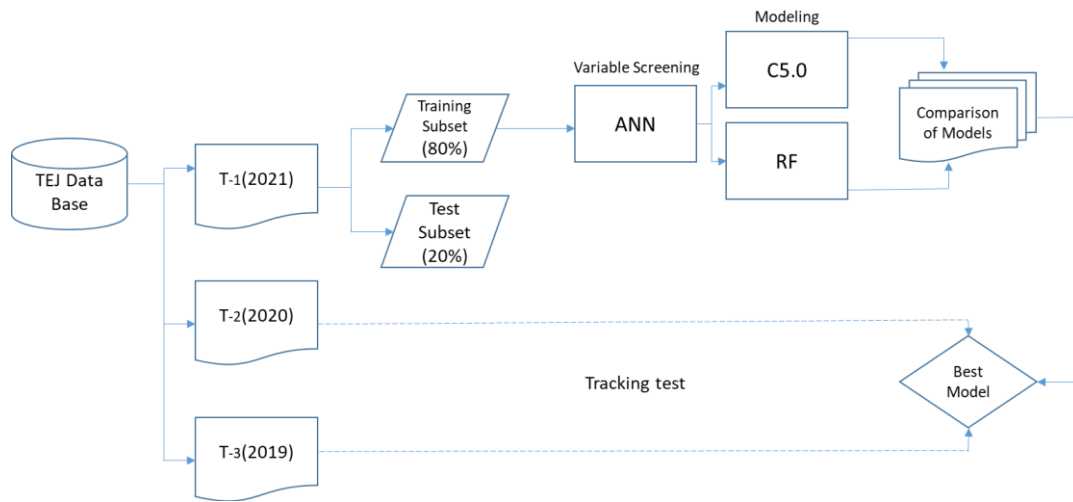 Modeling
Variable Screening
C5.0
Training
Subset
(80%)
ANN
Comparison
of Models
TEJ Data
Base
T-1(2021)
RF
Test
Subset
(20%)
T-2(2020)
Tracking test
Best
Model
T-3(2019)